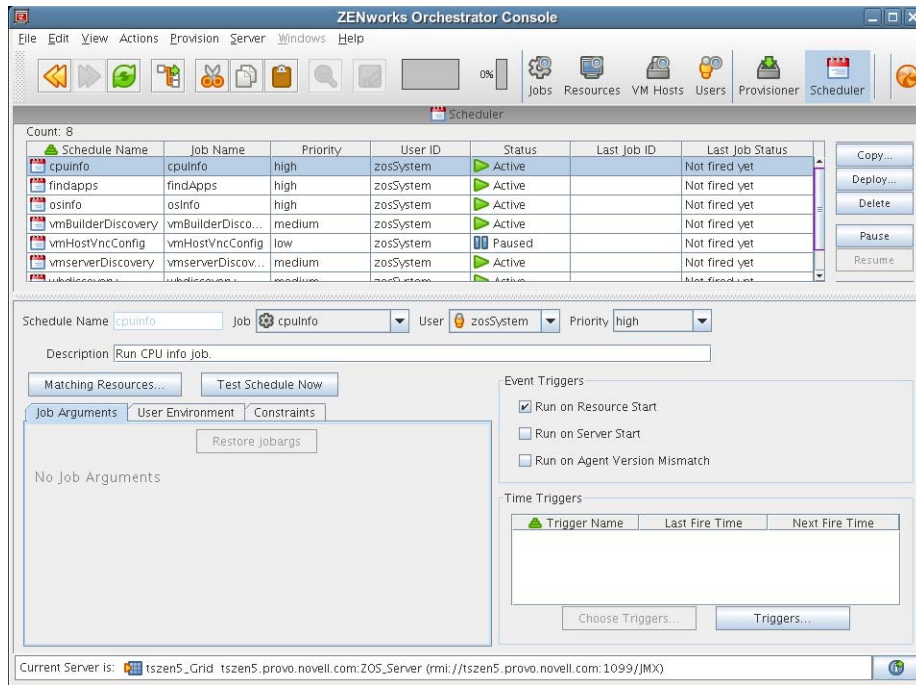 ZENworks Orchestrator Console
File Edit View Actions Provision Server Windows Help
0% Jobs Resources VM Hosts Users Provisioner Scheduler
Scheduler
Count: 8
Schedule Name Job Name Priority User ID Status Last Job ID Last Job Status
cpuinfo cpuInfo high zosSystem Active Not fired yet
findapps findApps high zosSystem Active Not fired yet
osinfo osInfo high zosSystem Active Not fired yet
vmBuilderDiscovery vmBuilderDisco... medium zosSystem Active Not fired yet
vmHostVncConfig vmHostVncConfig low zosSystem Paused Not fired yet
vmserverDiscovery vmserverDiscov... medium zosSystem Active Not fired yet
Copy...
Deploy...
Delete
Pause
Resume
Schedule Name cpuinfo Job cpuInfo User zosSystem Priority high
Description Run CPU info job.
Matching Resources... Test Schedule Now
Job Arguments User Environment Constraints
Restore jobargs
No Job Arguments
Event Triggers
Run on Resource Start
Run on Server Start
Run on Agent Version Mismatch
Time Triggers
Trigger Name Last Fire Time Next Fire Time
Choose Triggers... Triggers...
Current Server is: tszen5_Grid tszen5.provo.novell.com:ZOS_Server (rmi://tszen5.provo.novell.com:1099/JMX)